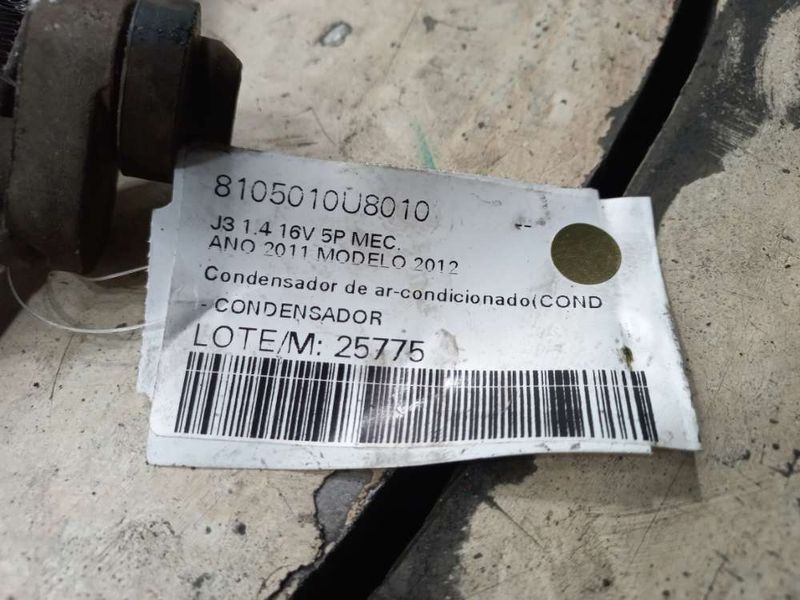 8105010U8010
--
J3 1.4 16V 5P MEC.
ANO 2011 MODELO 2012
Condensador de ar-condicionado(COND
- CONDENSADOR
LOTE/M: 25775